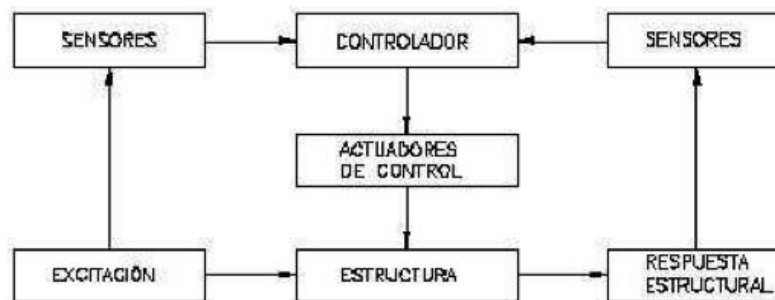 SENSORES
CONTROLADOR
SENSORES
ACTUADORES
DE CONTROL
EXCITACIÓN
ESTRUCTURA
RESPUESTA
ESTRUCTURAL